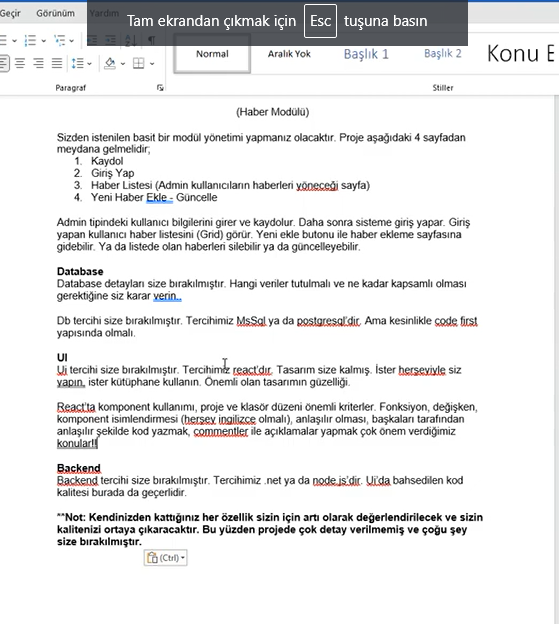 Geçir Görünüm Yardım
Tam ekrandan çıkmak için Esc tuşuna basın
Normal Aralık Yok Başlık 1 Başlık 2 Konu E
Paragraf Stiller
(Haber Modülü)
Sizden istenilen basit bir modül yönetimi yapmanız olacaktır. Proje aşağıdaki 4 sayfadan
meydana gelmelidir;
1. Kaydol
2. Giriş Yap
3. Haber Listesi (Admin kullanıcıların haberleri yöneceği sayfa)
4. Yeni Haber Ekle - Güncelle
Admin tipindeki kullanıcı bilgilerini girer ve kaydolur. Daha sonra sisteme giriş yapar. Giriş
yapan kullanıcı haber listesini (Grid) görür. Yeni ekle butonu ile haber ekleme sayfasına
gidebilir. Ya da listede olan haberleri silebilir ya da güncelleyebilir.
Database
Database detayları size bırakılmıştır. Hangi veriler tutulmalı ve ne kadar kapsamlı olması
gerektiğine siz karar verin..
Db tercihi size bırakılmıştır. Tercihimiz MsSql ya da postgresql'dir. Ama kesinlikle code first
yapısında olmalı.
UI
Ui tercihi size bırakılmıştır. Tercihimiz react'dır. Tasarım size kalmış. İster herşeyiyle siz
yapın, ister kütüphane kullanın. Önemli olan tasarımın güzelliği.
React'ta komponent kullanımı, proje ve klasör düzeni önemli kriterler. Fonksiyon, değişken,
komponent isimlendirmesi (herşey ingilizce olmalı), anlaşılır olması, başkaları tarafından
anlaşılır şekilde kod yazmak, commentler ile açıklamalar yapmak çok önem verdiğimiz
konular!!
Backend
Backend tercihi size bırakılmıştır. Tercihimiz .net ya da node.js'dir. Ui'da bahsedilen kod
kalitesi burada da geçerlidir.
**Not: Kendinizden kattığınız her özellik sizin için artı olarak değerlendirilecek ve sizin
kalitenizi ortaya çıkaracaktır. Bu yüzden projede çok detay verilmemiş ve çoğu şey
size bırakılmıştır.
(Ctrl)